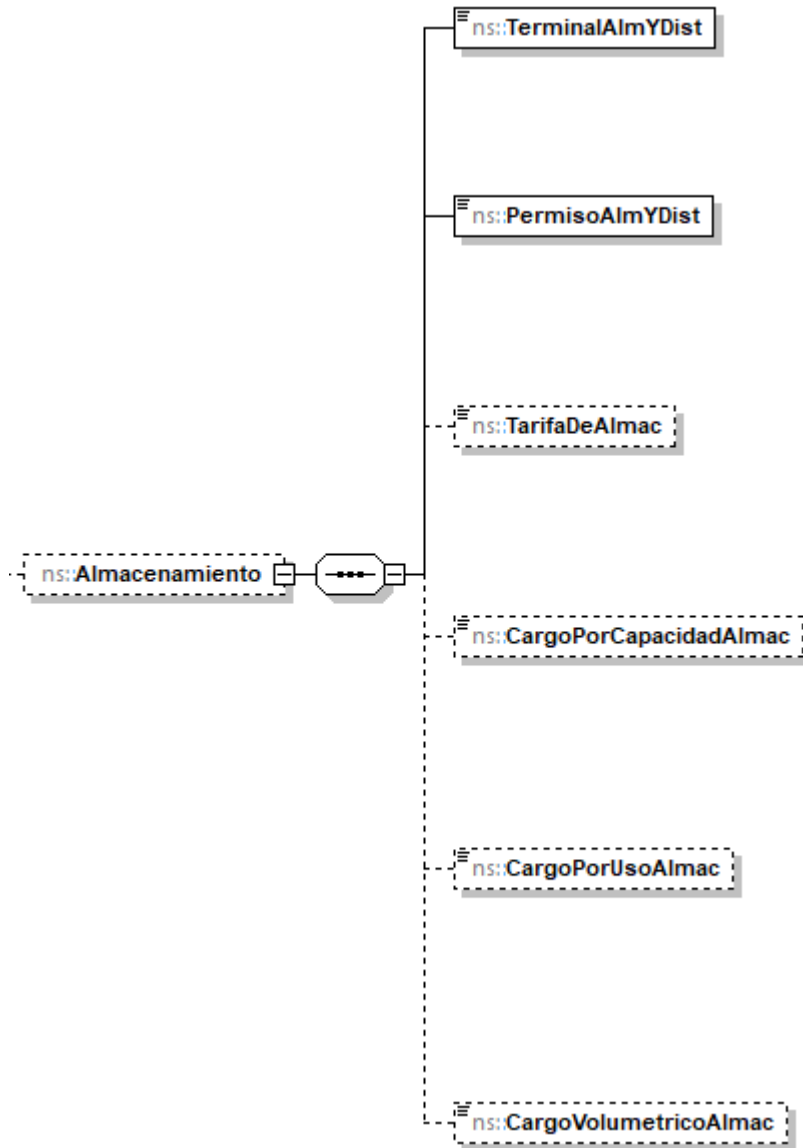 ns::TerminalAlmYDist
ns::PermisoAlmYDist
ns::TarifaDeAlmac
ns::Almacenamiento
ns::CargoPorCapacidadAlmac
ns::CargoPorUsoAlmac
ns::CargoVolumetricoAlmac